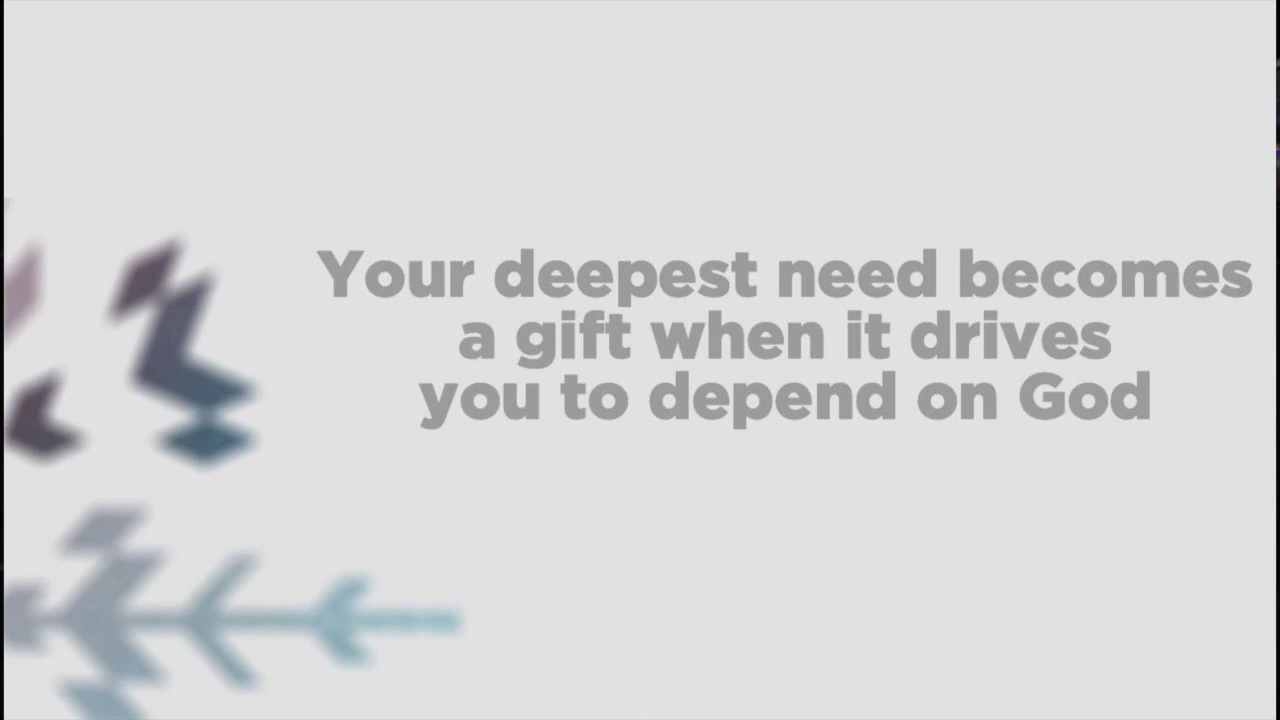 Your deepest need becomes
a gift when it drives
you to depend on God